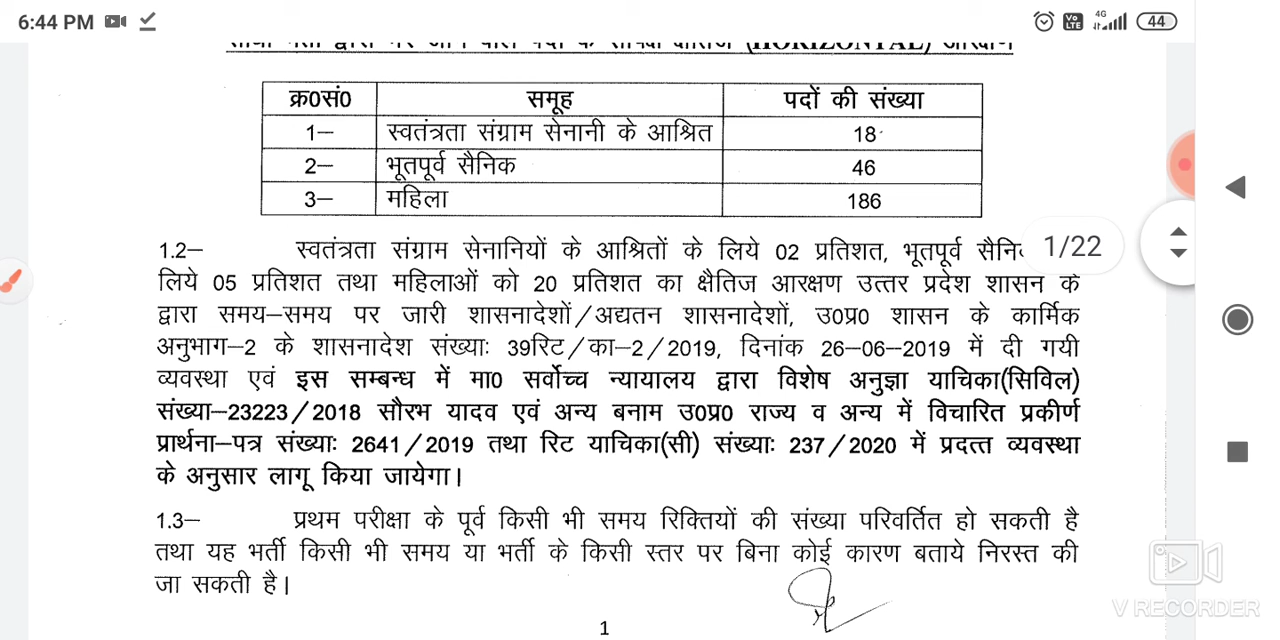 6:44 PM
Vo LTE 4G 44
(HORIZONTAL)
क्र0सं0 समूह पदों की संख्या
1– स्वतंत्रता संग्राम सेनानी के आश्रित 18
2– भूतपूर्व सैनिक 46
3– महिला 186
1.2– स्वतंत्रता संग्राम सेनानियों के आश्रितों के लिये 02 प्रतिशत, भूतपूर्व
1/22
लिये 05 प्रतिशत तथा महिलाओं को 20 प्रतिशत का क्षैतिज आरक्षण उत्तर प्रदेश शासन के
द्वारा समय–समय पर जारी शासनादेशों/अद्यतन शासनादेशों, उ0प्र0 शासन के कार्मिक
अनुभाग–2 के शासनादेश संख्याः 39रिट/का–2/2019, दिनांक 26–06–2019 में दी गयी
व्यवस्था एवं इस सम्बन्ध में मा0 सर्वोच्च न्यायालय द्वारा विशेष अनुज्ञा याचिका(सिविल)
संख्या–23223/2018 सौरभ यादव एवं अन्य बनाम उ0प्र0 राज्य व अन्य में विचारित प्रकीर्ण
प्रार्थना–पत्र संख्याः 2641/2019 तथा रिट याचिका(सी) संख्याः 237/2020 में प्रदत्त व्यवस्था
के अनुसार लागू किया जायेगा।
1.3– प्रथम परीक्षा के पूर्व किसी भी समय रिक्तियों की संख्या परिवर्तित हो सकती है
तथा यह भर्ती किसी भी समय या भर्ती के किसी स्तर पर बिना कोई कारण बताये निरस्त की
जा सकती है।
1
V RECORDER